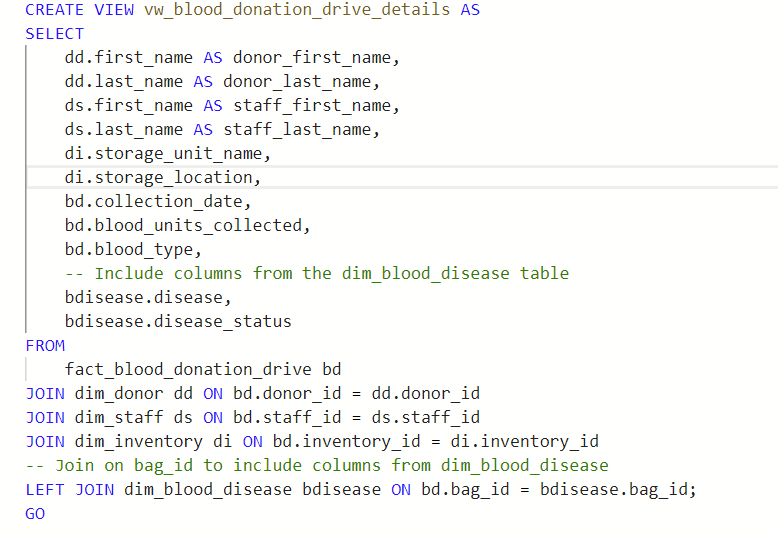 CREATE VIEW vw_blood_donation_drive_details AS
SELECT
    dd.first_name AS donor_first_name,
    dd.last_name AS donor_last_name,
    ds.first_name AS staff_first_name,
    ds.last_name AS staff_last_name,
    di.storage_unit_name,
    di.storage_location,
    bd.collection_date,
    bd.blood_units_collected,
    bd.blood_type,
    -- Include columns from the dim_blood_disease table
    bdisease.disease,
    bdisease.disease_status
FROM
    fact_blood_donation_drive bd
JOIN dim_donor dd ON bd.donor_id = dd.donor_id
JOIN dim_staff ds ON bd.staff_id = ds.staff_id
JOIN dim_inventory di ON bd.inventory_id = di.inventory_id
-- Join on bag_id to include columns from dim_blood_disease
LEFT JOIN dim_blood_disease bdisease ON bd.bag_id = bdisease.bag_id;
GO